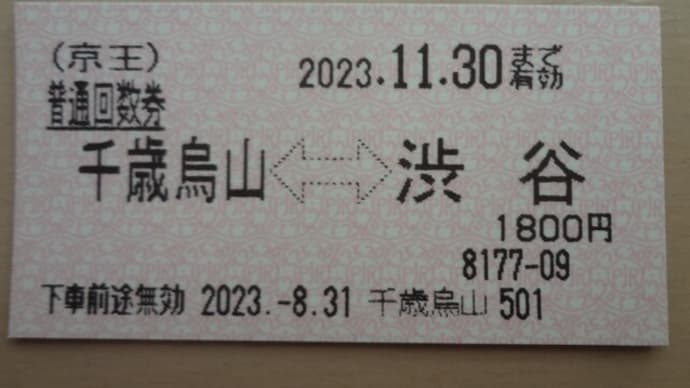 (京王)
2023.11.30まで有効
普通回数券
千歳烏山⇔渋谷
1800円
8177-09
下車前途無効 2023.-8.31 千歳烏山 501